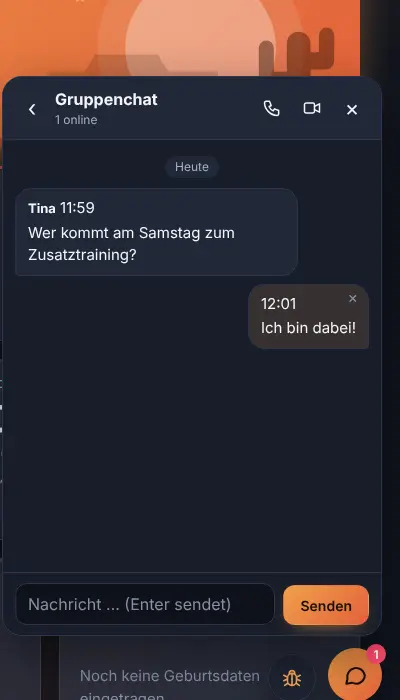 Gruppenchat
1 online
Heute
Tina 11:59
Wer kommt am Samstag zum
Zusatztraining?
12:01
Ich bin dabei!
Nachricht ... (Enter sendet)
Senden
1
Noch keine Geburtsdaten
eingetragen